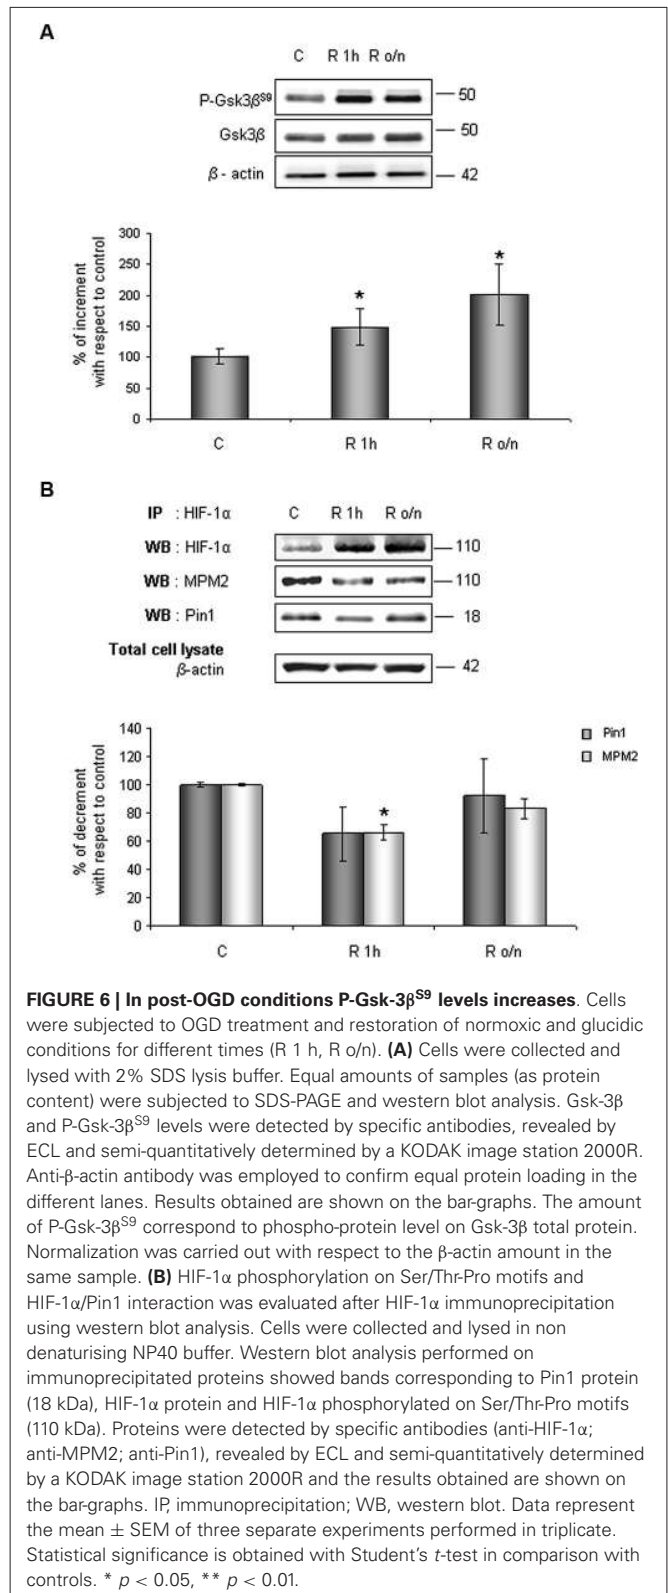 A
C R 1h R o/n
P-Gsk3β^S9 — 50
Gsk3β — 50
β - actin — 42
% of increment
with respect to control
300
250
200
150
100
50
0
*
*
C R 1h R o/n
B
IP : HIF-1α C R 1h R o/n
WB : HIF-1α — 110
WB : MPM2 — 110
WB : Pin1 — 18
Total cell lysate
β-actin — 42
% of decrement
with respect to control
140
120
100
80
60
40
20
0
*
Pin1
MPM2
C R 1h R o/n
FIGURE 6 | In post-OGD conditions P-Gsk-3β^S9 levels increases. Cells
were subjected to OGD treatment and restoration of normoxic and glucidic
conditions for different times (R 1 h, R o/n). (A) Cells were collected and
lysed with 2% SDS lysis buffer. Equal amounts of samples (as protein
content) were subjected to SDS-PAGE and western blot analysis. Gsk-3β
and P-Gsk-3β^S9 levels were detected by specific antibodies, revealed by
ECL and semi-quantitatively determined by a KODAK image station 2000R.
Anti-β-actin antibody was employed to confirm equal protein loading in the
different lanes. Results obtained are shown on the bar-graphs. The amount
of P-Gsk-3β^S9 correspond to phospho-protein level on Gsk-3β total protein.
Normalization was carried out with respect to the β-actin amount in the
same sample. (B) HIF-1α phosphorylation on Ser/Thr-Pro motifs and
HIF-1α/Pin1 interaction was evaluated after HIF-1α immunoprecipitation
using western blot analysis. Cells were collected and lysed in non
denaturising NP40 buffer. Western blot analysis performed on
immunoprecipitated proteins showed bands corresponding to Pin1 protein
(18 kDa), HIF-1α protein and HIF-1α phosphorylated on Ser/Thr-Pro motifs
(110 kDa). Proteins were detected by specific antibodies (anti-HIF-1α;
anti-MPM2; anti-Pin1), revealed by ECL and semi-quantitatively determined
by a KODAK image station 2000R and the results obtained are shown on
the bar-graphs. IP, immunoprecipitation; WB, western blot. Data represent
the mean ± SEM of three separate experiments performed in triplicate.
Statistical significance is obtained with Student's t-test in comparison with
controls. * p < 0.05, ** p < 0.01.